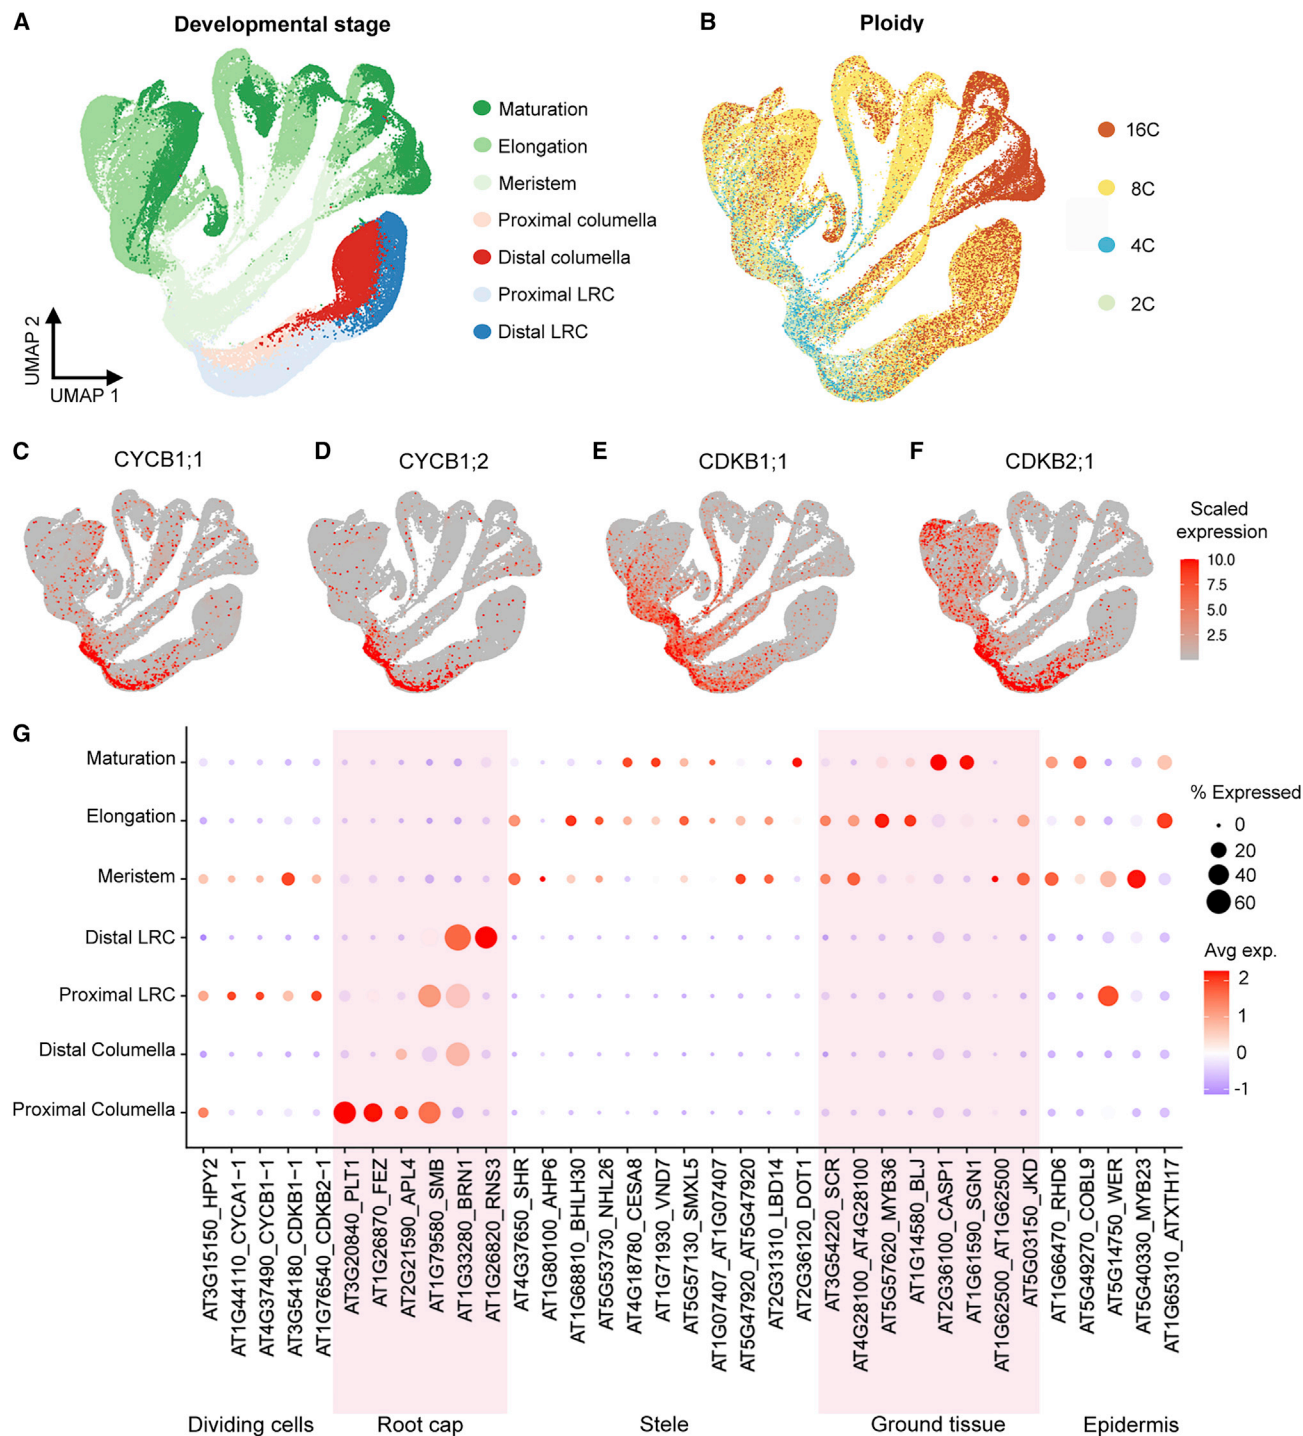 A
Developmental stage
Maturation
Elongation
Meristem
Proximal columella
Distal columella
Proximal LRC
Distal LRC
UMAP 2
UMAP 1
B
Ploidy
16C
8C
4C
2C
C
CYCB1;1
D
CYCB1;2
E
CDKB1;1
F
CDKB2;1
Scaled
expression
10.0
7.5
5.0
2.5
G
Maturation
Elongation
Meristem
Distal LRC
Proximal LRC
Distal Columella
Proximal Columella
% Expressed
0
20
40
60
Avg exp.
2
1
0
-1
AT3G15150_HPY2
AT1G44110_CYCA1−1
AT4G37490_CYCB1−1
AT3G54180_CDKB1−1
AT1G76540_CDKB2−1
AT3G20840_PLT1
AT1G26870_FEZ
AT2G21590_APL4
AT1G79580_SMB
AT1G33280_BRN1
AT1G26820_RNS3
AT4G37650_SHR
AT1G80100_AHP6
AT1G68810_BHLH30
AT5G53730_NHL26
AT4G18780_CESA8
AT1G71930_VND7
AT5G57130_SMXL5
AT1G07407_AT1G07407
AT5G47920_AT5G47920
AT2G31310_LBD14
AT2G36120_DOT1
AT3G54220_SCR
AT4G28100_AT4G28100
AT5G57620_MYB36
AT1G14580_BLJ
AT2G36100_CASP1
AT1G61590_SGN1
AT1G62500_AT1G62500
AT5G03150_JKD
AT1G66470_RHD6
AT5G49270_COBL9
AT5G14750_WER
AT5G40330_MYB23
AT1G65310_ATXTH17
Dividing cells
Root cap
Stele
Ground tissue
Epidermis